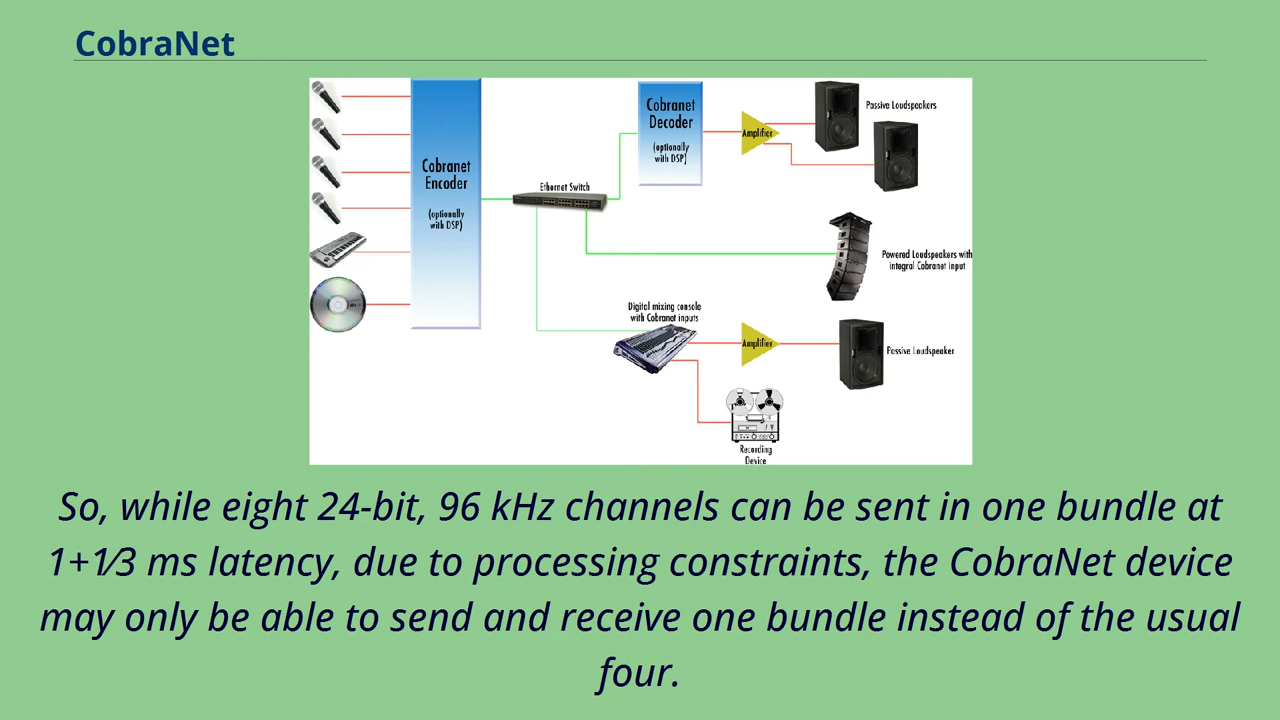 CobraNet
Cobranet
Encoder
(optionally
with DSP)
Ethernet Switch
Cobranet
Decoder
(optionally
with DSP)
Amplifier
Passive Loudspeakers
Powered Loudspeakers with
integral Cobranet input
Digital mixing console
with Cobranet inputs
Amplifier
Passive Loudspeaker
Recording
Device
So, while eight 24-bit, 96 kHz channels can be sent in one bundle at
1+1⁄3 ms latency, due to processing constraints, the CobraNet device
may only be able to send and receive one bundle instead of the usual
four.